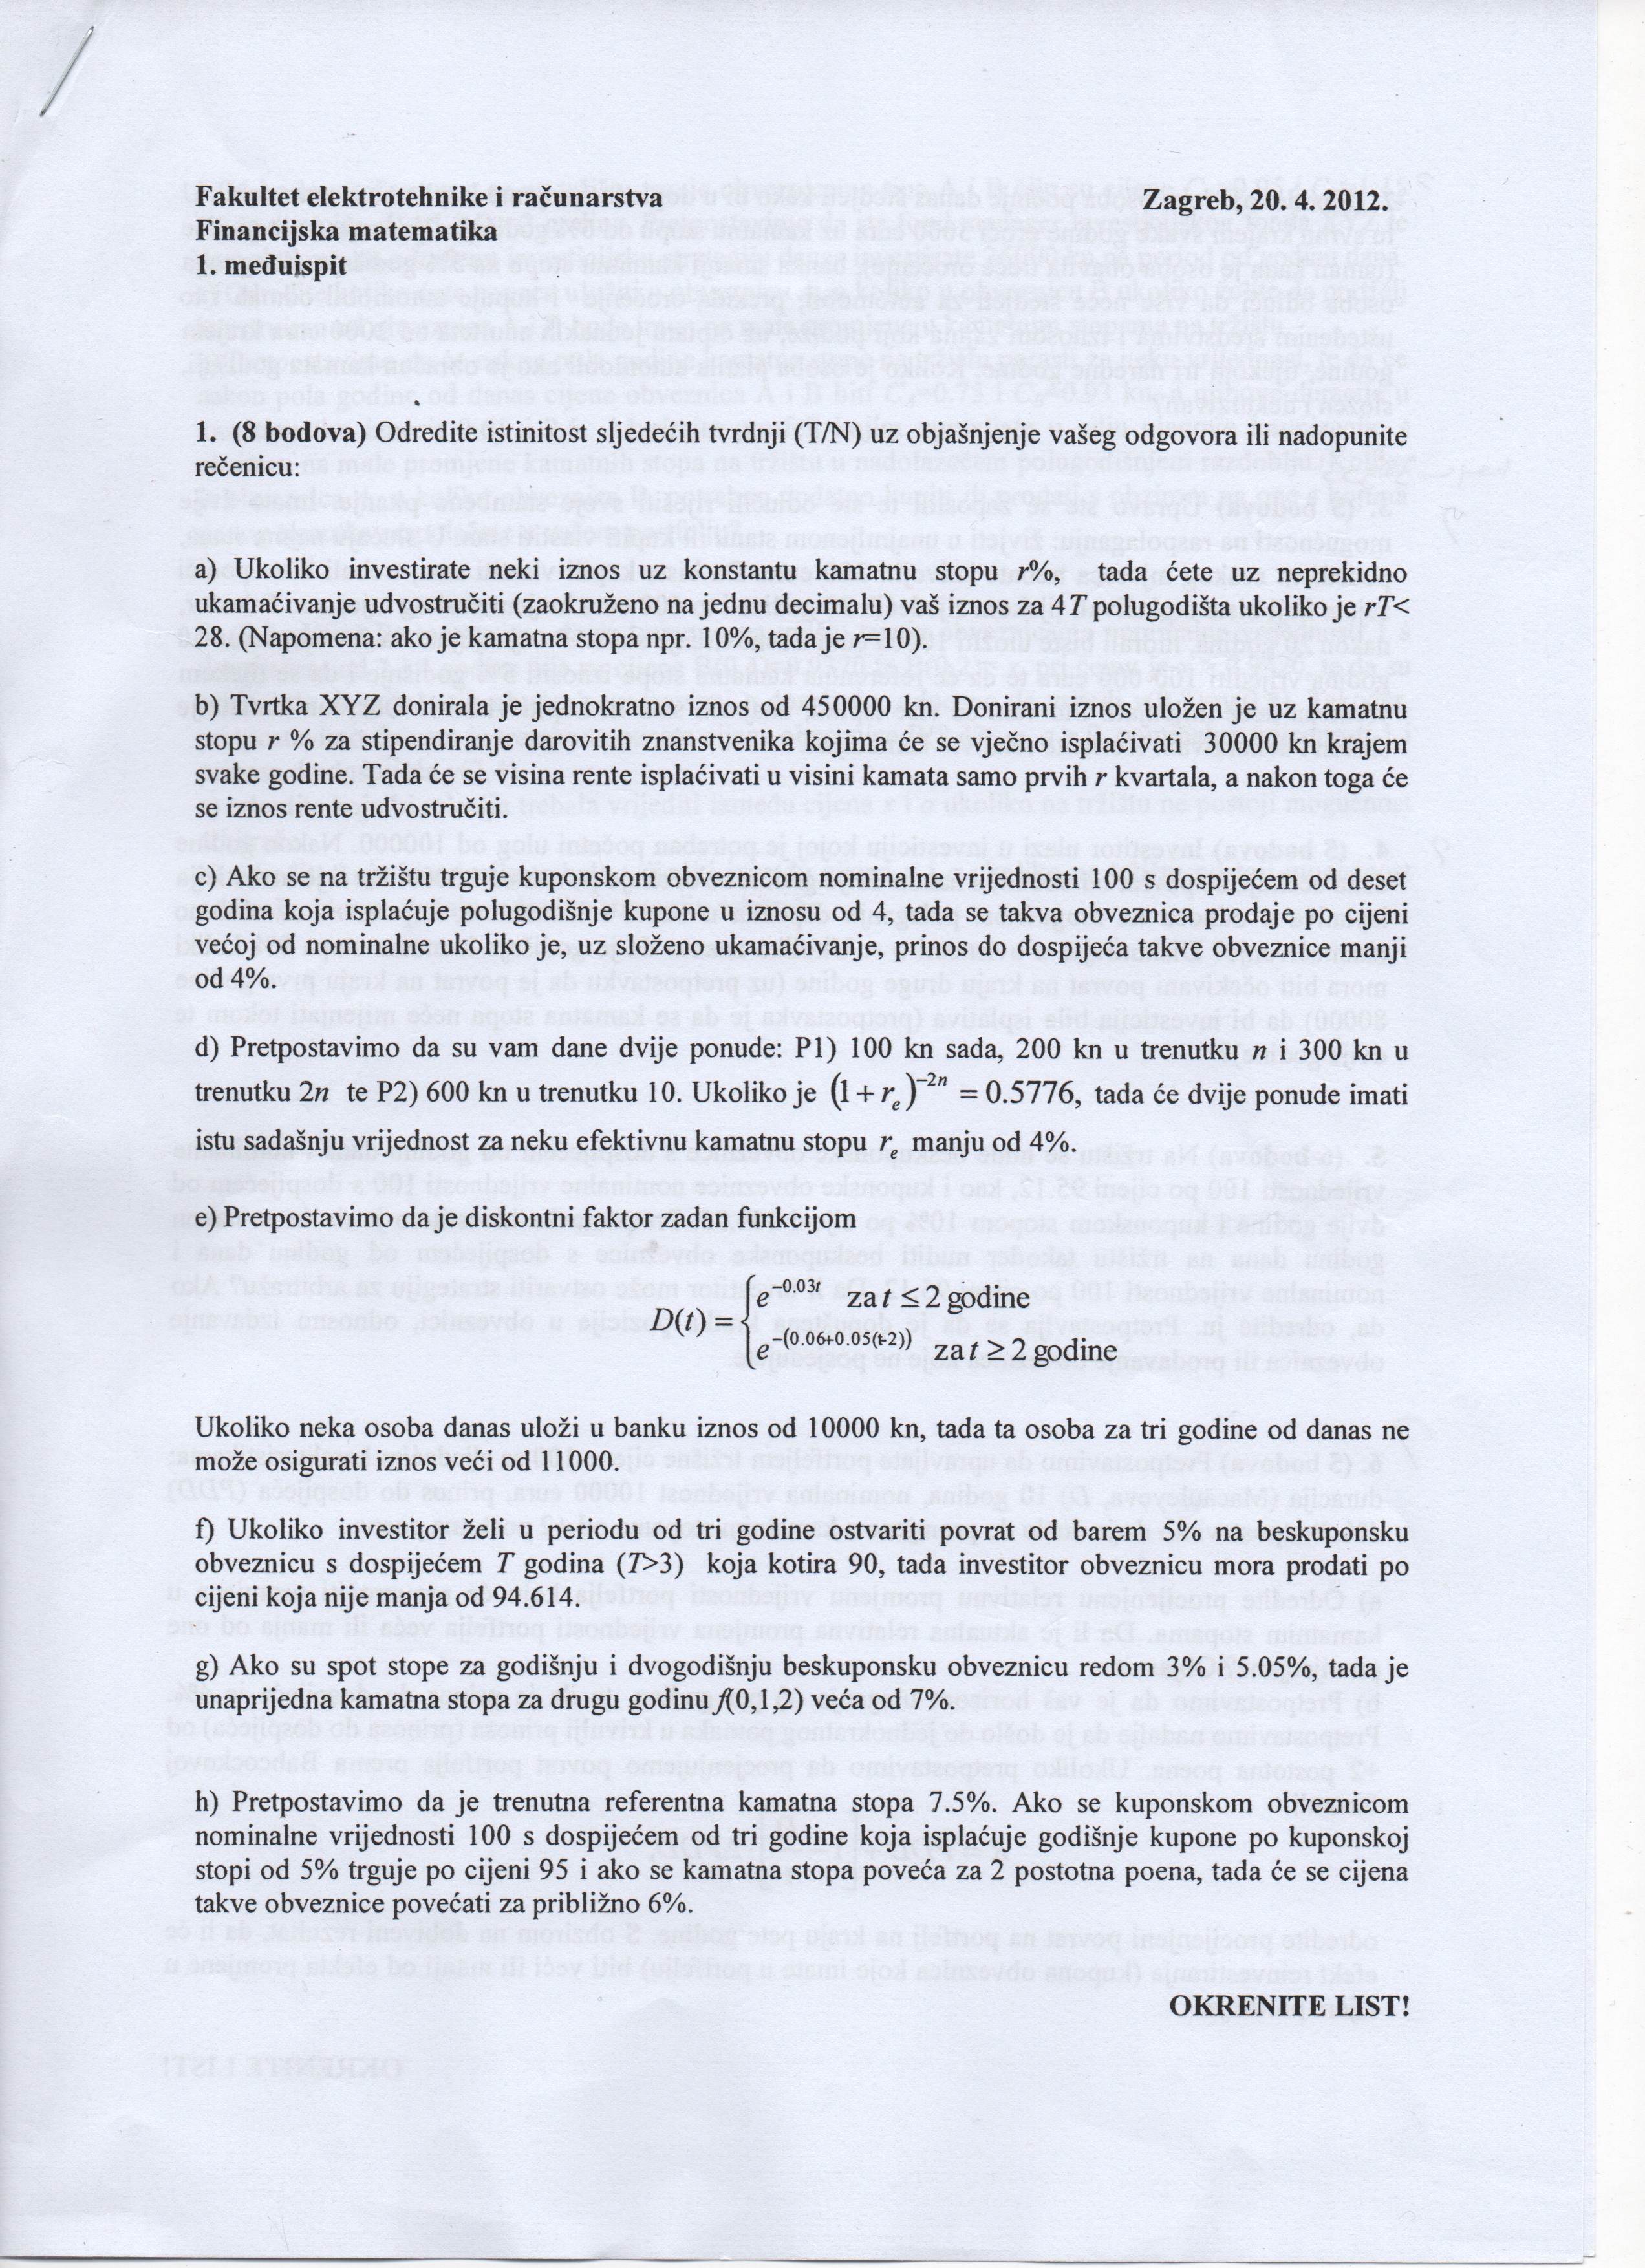 Fakultet elektrotehnike i računarstva
Zagreb, 20. 4. 2012.
Financijska matematika
1. međuispit
1. (8 bodova) Odredite istinitost sljedećih tvrdnji (T/N) uz objašnjenje vašeg odgovora ili nadopunite
rečenicu:
a) Ukoliko investirate neki iznos uz konstantu kamatnu stopu r%, tada ćete uz neprekidno
ukamaćivanje udvostručiti (zaokruženo na jednu decimalu) vaš iznos za 4T polugodišta ukoliko je rT<
28. (Napomena: ako je kamatna stopa npr. 10%, tada je r=10).
b) Tvrtka XYZ donirala je jednokratno iznos od 450000 kn. Donirani iznos uložen je uz kamatnu
stopu r % za stipendiranje darovitih znanstvenika kojima će se vječno isplaćivati 30000 kn krajem
svake godine. Tada će se visina rente isplaćivati u visini kamata samo prvih r kvartala, a nakon toga će
se iznos rente udvostručiti.
c) Ako se na tržištu trguje kuponskom obveznicom nominalne vrijednosti 100 s dospijećem od deset
godina koja isplaćuje polugodišnje kupone u iznosu od 4, tada se takva obveznica prodaje po cijeni
većoj od nominalne ukoliko je, uz složeno ukamaćivanje, prinos do dospijeća takve obveznice manji
od 4%.
d) Pretpostavimo da su vam dane dvije ponude: P1) 100 kn sada, 200 kn u trenutku n i 300 kn u
trenutku 2n te P2) 600 kn u trenutku 10. Ukoliko je (1 + r_e)^{-2n} = 0.5776, tada će dvije ponude imati
istu sadašnju vrijednost za neku efektivnu kamatnu stopu r_e manju od 4%.
e) Pretpostavimo da je diskontni faktor zadan funkcijom
D(t) = { e^{-0.03t} za t ≤ 2 godine
e^{-(0.06+0.05(t-2))} za t ≥ 2 godine
Ukoliko neka osoba danas uloži u banku iznos od 10000 kn, tada ta osoba za tri godine od danas ne
može osigurati iznos veći od 11000.
f) Ukoliko investitor želi u periodu od tri godine ostvariti povrat od barem 5% na beskuponsku
obveznicu s dospijećem T godina (T>3) koja kotira 90, tada investitor obveznicu mora prodati po
cijeni koja nije manja od 94.614.
g) Ako su spot stope za godišnju i dvogodišnju beskuponsku obveznicu redom 3% i 5.05%, tada je
unaprijedna kamatna stopa za drugu godinu f(0,1,2) veća od 7%.
h) Pretpostavimo da je trenutna referentna kamatna stopa 7.5%. Ako se kuponskom obveznicom
nominalne vrijednosti 100 s dospijećem od tri godine koja isplaćuje godišnje kupone po kuponskoj
stopi od 5% trguje po cijeni 95 i ako se kamatna stopa poveća za 2 postotna poena, tada će se cijena
takve obveznice povećati za približno 6%.
OKRENITE LIST!